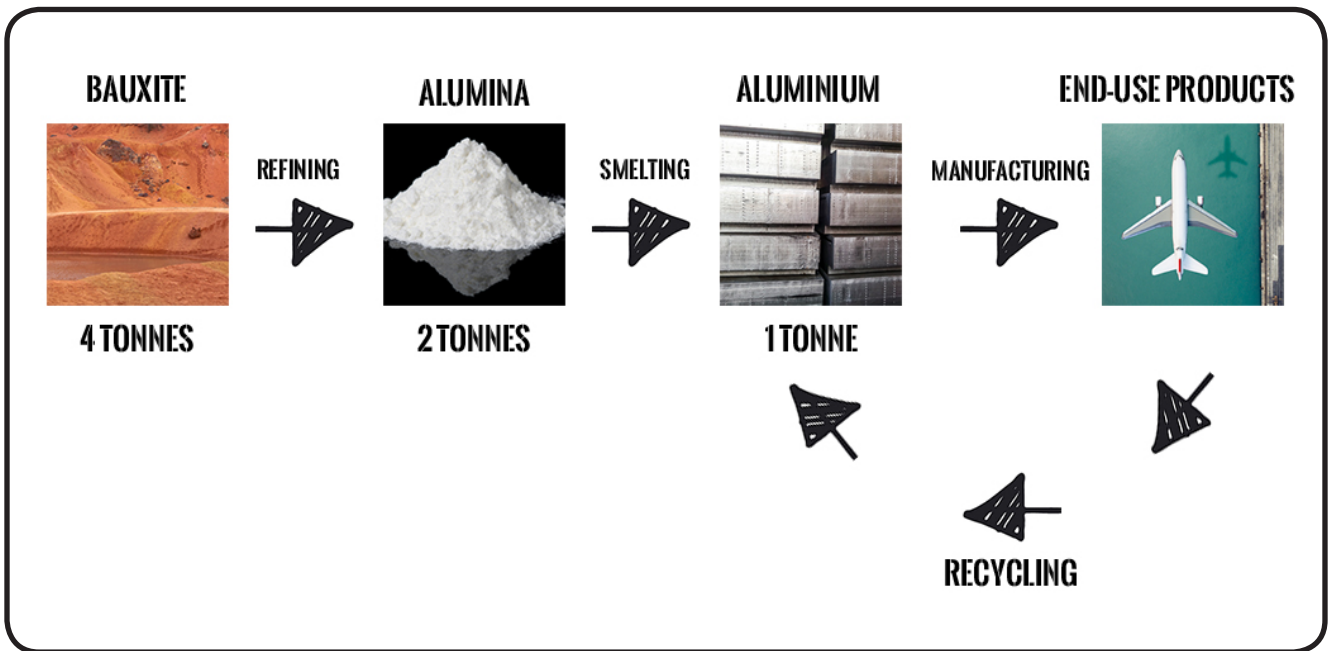 BAUXITE
ALUMINA
ALUMINIUM
END-USE PRODUCTS
REFINING
SMELTING
MANUFACTURING
4 TONNES
2 TONNES
1 TONNE
RECYCLING